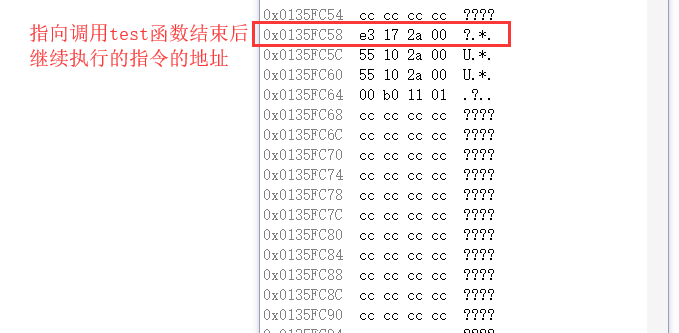 0x0135FC54 cc cc cc cc ????
指向调用test函数结束后
继续执行的指令的地址
0x0135FC58 e3 17 2a 00 ?.*.
0x0135FC5C 55 10 2a 00 U.*.
0x0135FC60 55 10 2a 00 U.*.
0x0135FC64 00 b0 11 01 .?..
0x0135FC68 cc cc cc cc ????
0x0135FC6C cc cc cc cc ????
0x0135FC70 cc cc cc cc ????
0x0135FC74 cc cc cc cc ????
0x0135FC78 cc cc cc cc ????
0x0135FC7C cc cc cc cc ????
0x0135FC80 cc cc cc cc ????
0x0135FC84 cc cc cc cc ????
0x0135FC88 cc cc cc cc ????
0x0135FC8C cc cc cc cc ????
0x0135FC90 cc cc cc cc ????